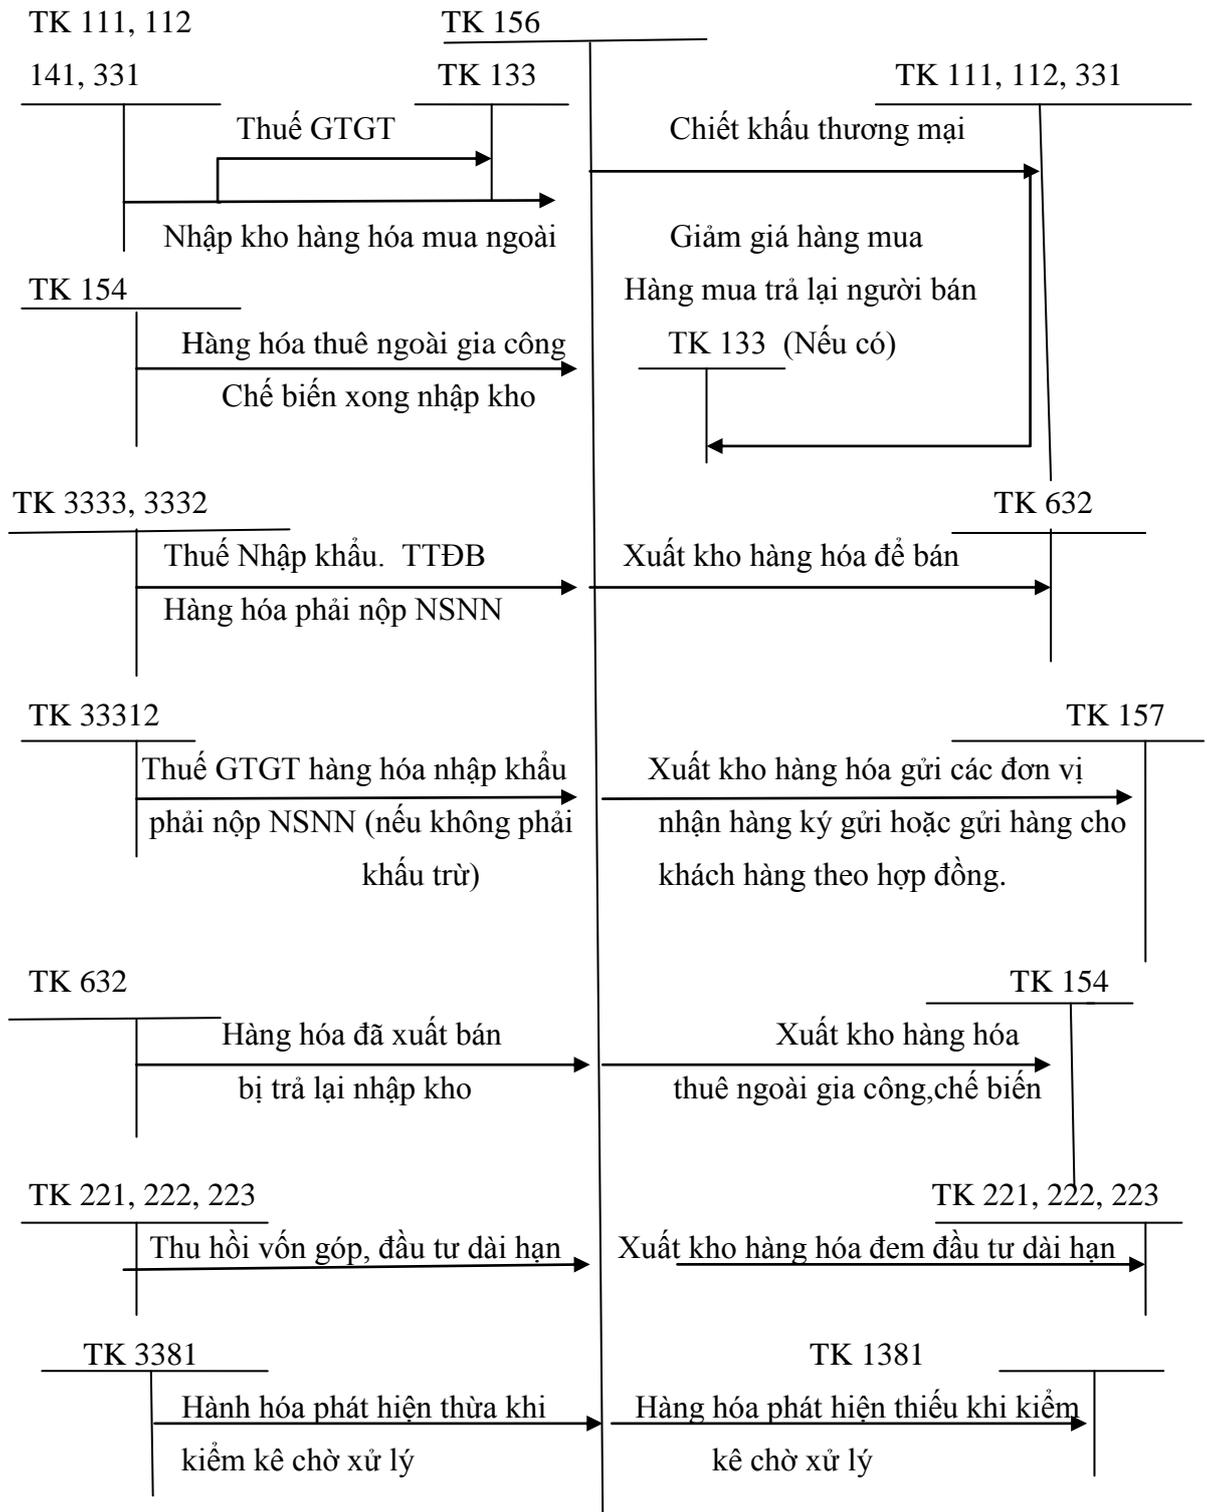 TK 111, 112
TK 156
141, 331
TK 133
TK 111, 112, 331
Thuế GTGT
Chiết khấu thương mại
Nhập kho hàng hóa mua ngoài
Giảm giá hàng mua
TK 154
Hàng mua trả lại người bán
Hàng hóa thuê ngoài gia công
TK 133 (Nếu có)
Chế biến xong nhập kho
TK 3333, 3332
TK 632
Thuế Nhập khẩu. TTĐB
Xuất kho hàng hóa để bán
Hàng hóa phải nộp NSNN
TK 33312
TK 157
Thuế GTGT hàng hóa nhập khẩu
Xuất kho hàng hóa gửi các đơn vị
phải nộp NSNN (nếu không phải
nhận hàng ký gửi hoặc gửi hàng cho
khấu trừ)
khách hàng theo hợp đồng.
TK 632
TK 154
Hàng hóa đã xuất bán
Xuất kho hàng hóa
bị trả lại nhập kho
thuê ngoài gia công,chế biến
TK 221, 222, 223
TK 221, 222, 223
Thu hồi vốn góp, đầu tư dài hạn
Xuất kho hàng hóa đem đầu tư dài hạn
TK 3381
TK 1381
Hành hóa phát hiện thừa khi
Hàng hóa phát hiện thiếu khi kiểm
kiểm kê chờ xử lý
kê chờ xử lý